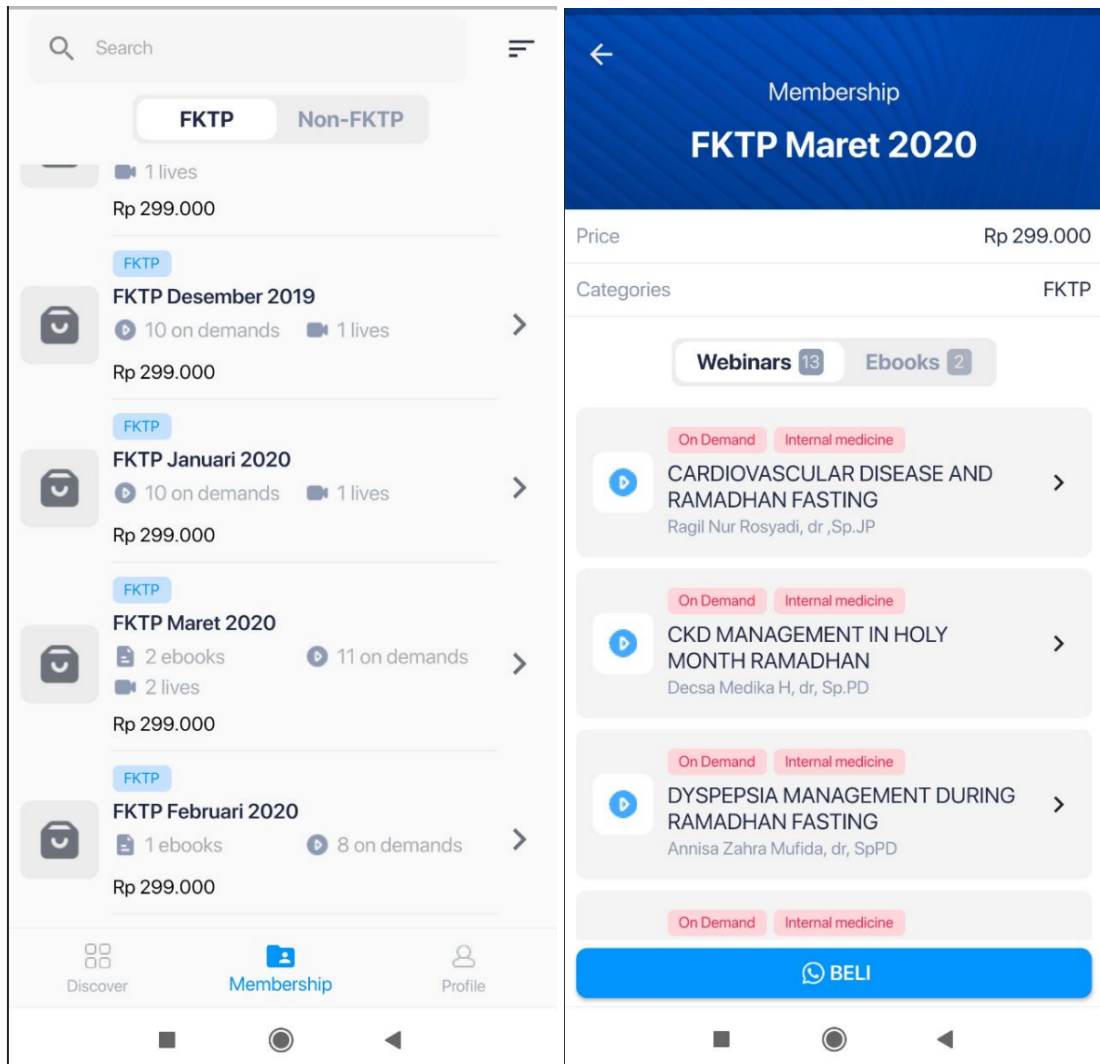 Search
FKTP Non-FKTP
1 lives
Rp 299.000
FKTP
FKTP Desember 2019
10 on demands 1 lives
Rp 299.000
FKTP
FKTP Januari 2020
10 on demands 1 lives
Rp 299.000
FKTP
FKTP Maret 2020
2 ebooks 11 on demands
2 lives
Rp 299.000
FKTP
FKTP Februari 2020
1 ebooks 8 on demands
Rp 299.000
Discover Membership Profile
Membership
FKTP Maret 2020
Price Rp 299.000
Categories FKTP
Webinars 13 Ebooks 2
On Demand Internal medicine
CARDIOVASCULAR DISEASE AND
RAMADHAN FASTING
Ragil Nur Rosyadi, dr ,Sp.JP
On Demand Internal medicine
CKD MANAGEMENT IN HOLY
MONTH RAMADHAN
Decsa Medika H, dr, Sp.PD
On Demand Internal medicine
DYSPEPSIA MANAGEMENT DURING
RAMADHAN FASTING
Annisa Zahra Mufida, dr, SpPD
On Demand Internal medicine
BELI